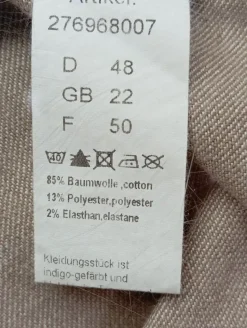 Artikel:
276968007
D 48
GB 22
F 50
40
85% Baumwolle ,cotton
13% Polyester,polyester
2% Elasthan,elastane
Kleidungsstück ist
indigo-gefärbt und